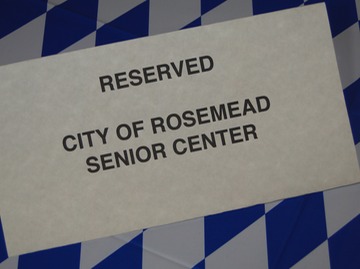 RESERVED
CITY OF ROSEMEAD
SENIOR CENTER